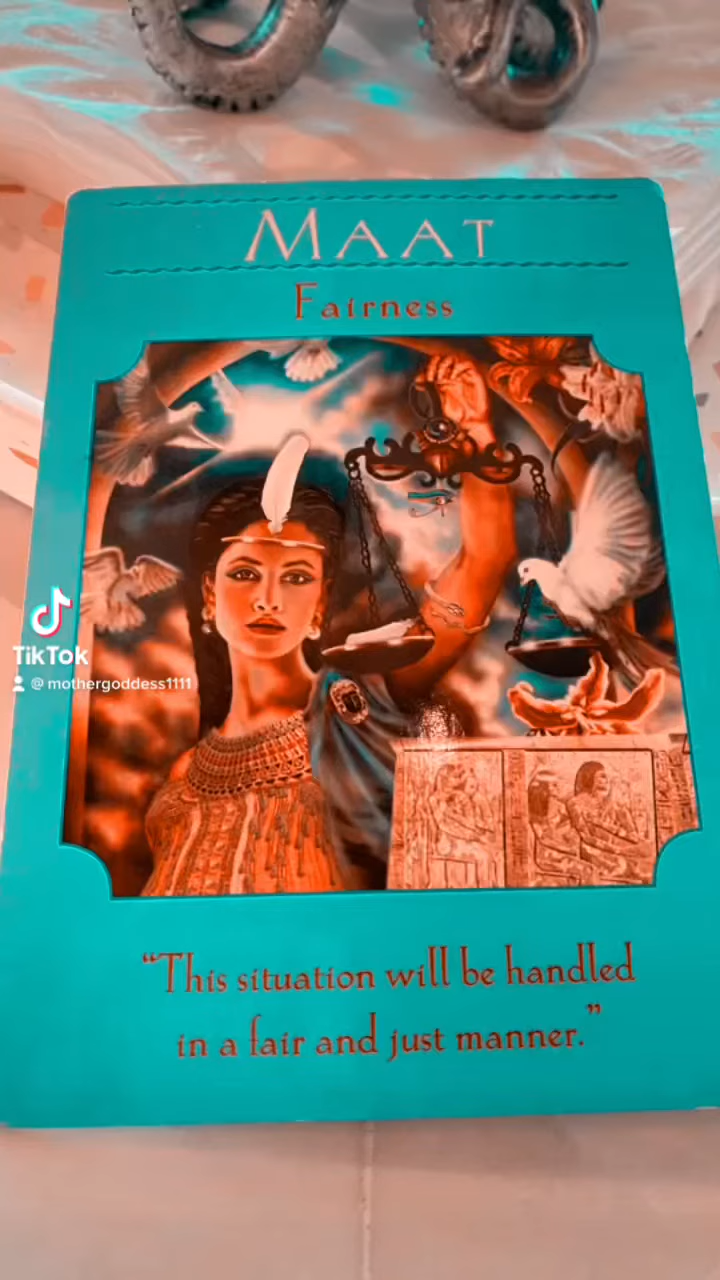 MAAT
Fairness
TikTok
@mothergoddess1111
“This situation will be handled
in a fair and just manner.”